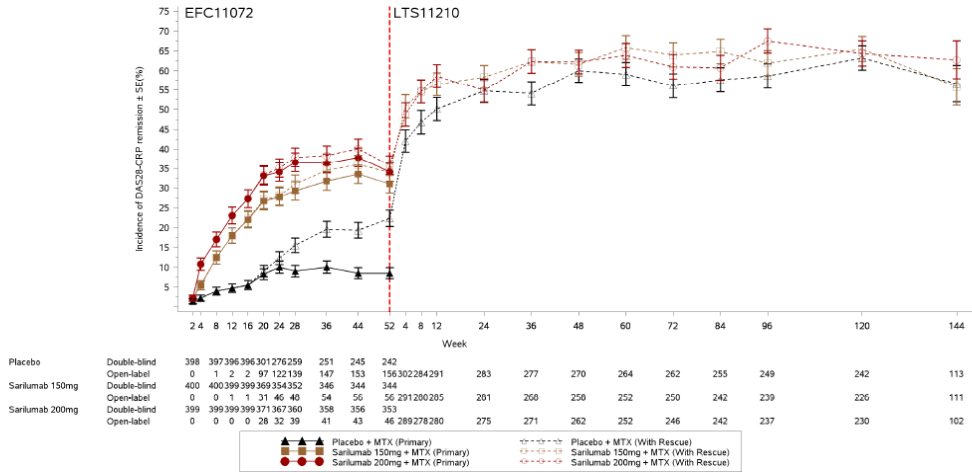 EFC11072 LTS11210
75
70
65
60
55
50
45
40
35
30
25
20
15
10
5
Incidence of DAS28-CRP remission ± SE(%)
2 4 8 12 16 20 24 28 36 44 52 4 8 12 24 36 48 60 72 84 96 120 144
Week
Placebo Double-blind 398 397 396 396 301 276 259 251 245 242
Open-label 0 1 2 2 97 122 139 147 153 156 302 284 291 283 277 270 264 262 255 249 242 113
Sarilumab 150mg Double-blind 400 400 399 399 369 354 352 346 344 344
Open-label 0 1 1 31 46 48 54 56 56 291 280 285 281 268 258 252 250 242 239 226 111
Sarilumab 200mg Double-blind 399 399 399 399 371 367 360 358 356 353
Open-label 0 28 32 39 41 43 46 289 278 280 275 271 262 252 246 242 237 230 102
Placebo + MTX (Primary) Placebo + MTX (With Rescue)
Sarilumab 150mg + MTX (Primary) Sarilumab 150mg + MTX (With Rescue)
Sarilumab 200mg + MTX (Primary) Sarilumab 200mg + MTX (With Rescue)